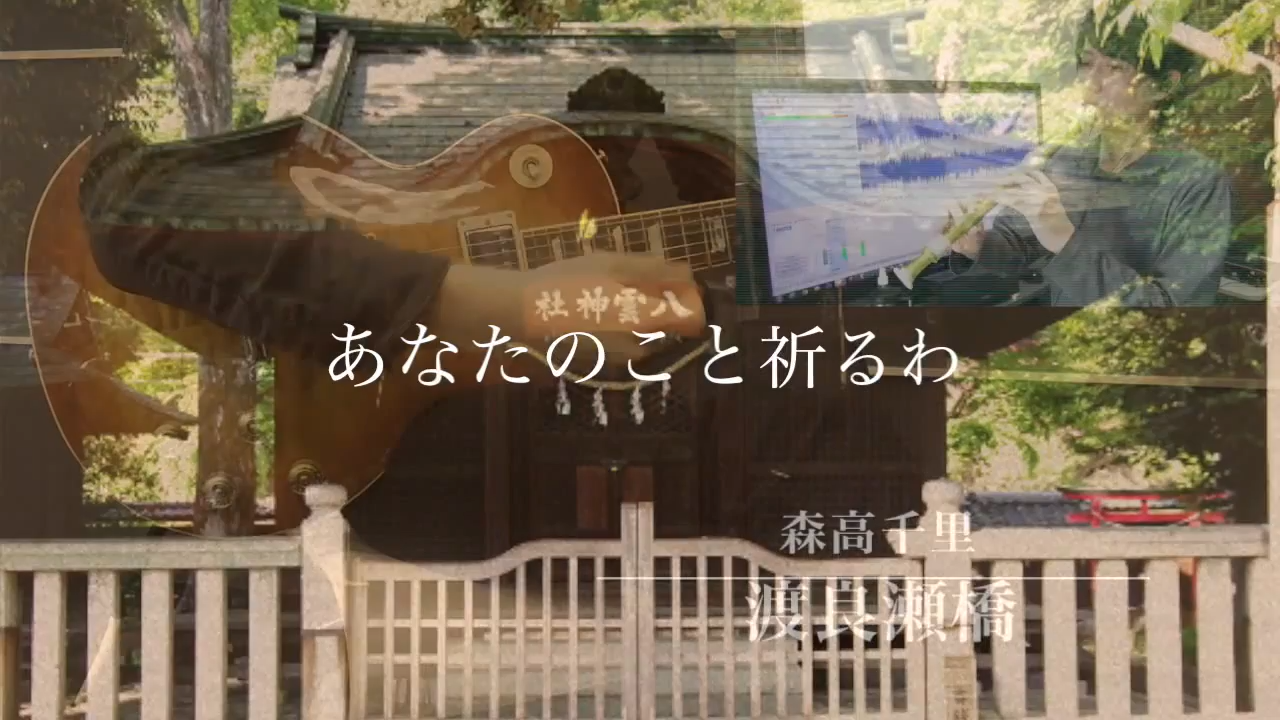 社神雲八
あなたのこと祈るわ
森高千里
渡良瀬橋